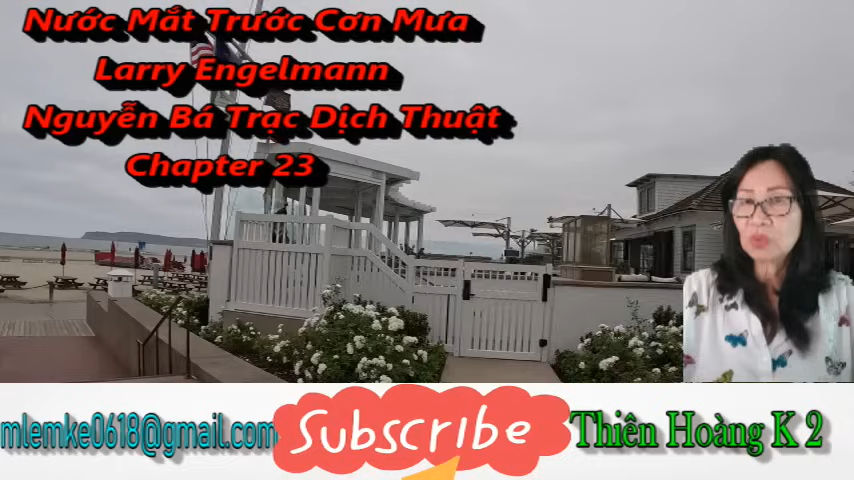 Nước Mắt Trước Cơn Mưa
Larry Engelmann
Nguyễn Bá Trạc Dịch Thuật
Chapter 23
mlemke0618@gmail.com
Subscribe
Thiên Hoàng K 2